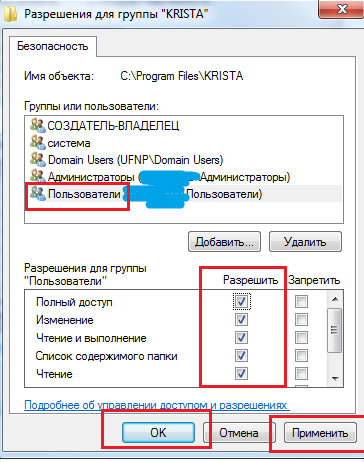 Разрешения для группы "KRISTA"
Безопасность
Имя объекта: C:\Program Files\KRISTA
Группы или пользователи:
СОЗДАТЕЛЬ-ВЛАДЕЛЕЦ
система
Domain Users (UFNP\Domain Users)
Администраторы ( Администраторы)
Пользователи Пользователи)
Добавить... Удалить
Разрешения для группы
"Пользователи" Разрешить Запретить
Полный доступ
Изменение
Чтение и выполнение
Список содержимого папки
Чтение
Подробнее об управлении доступом и разрешениях
OK Отмена Применить